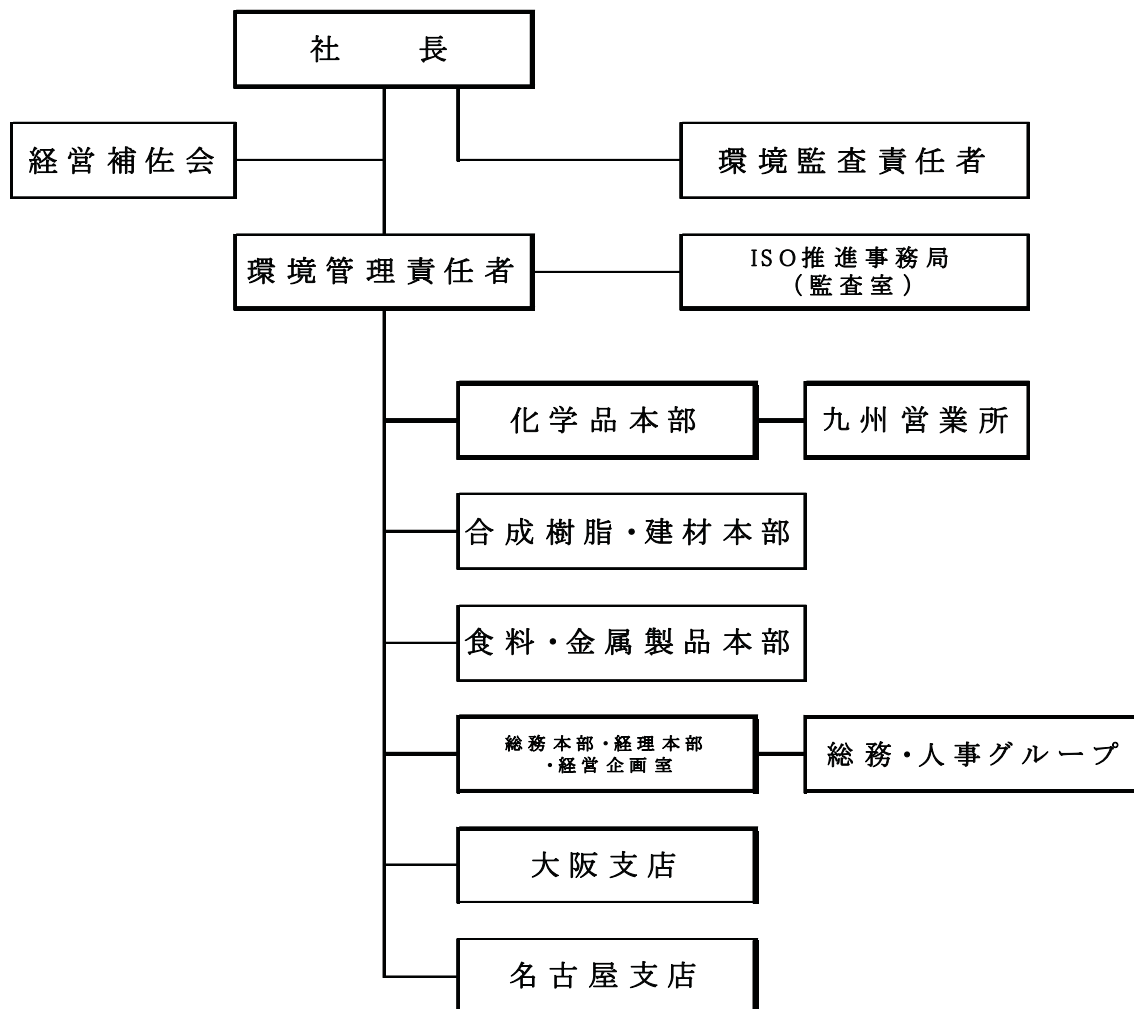 社長
経営補佐会
環境監査責任者
環境管理責任者
ISO推進事務局
(監査室)
化学品本部
九州営業所
合成樹脂・建材本部
食料・金属製品本部
総務本部・経理本部
・経営企画室
総務・人事グループ
大阪支店
名古屋支店